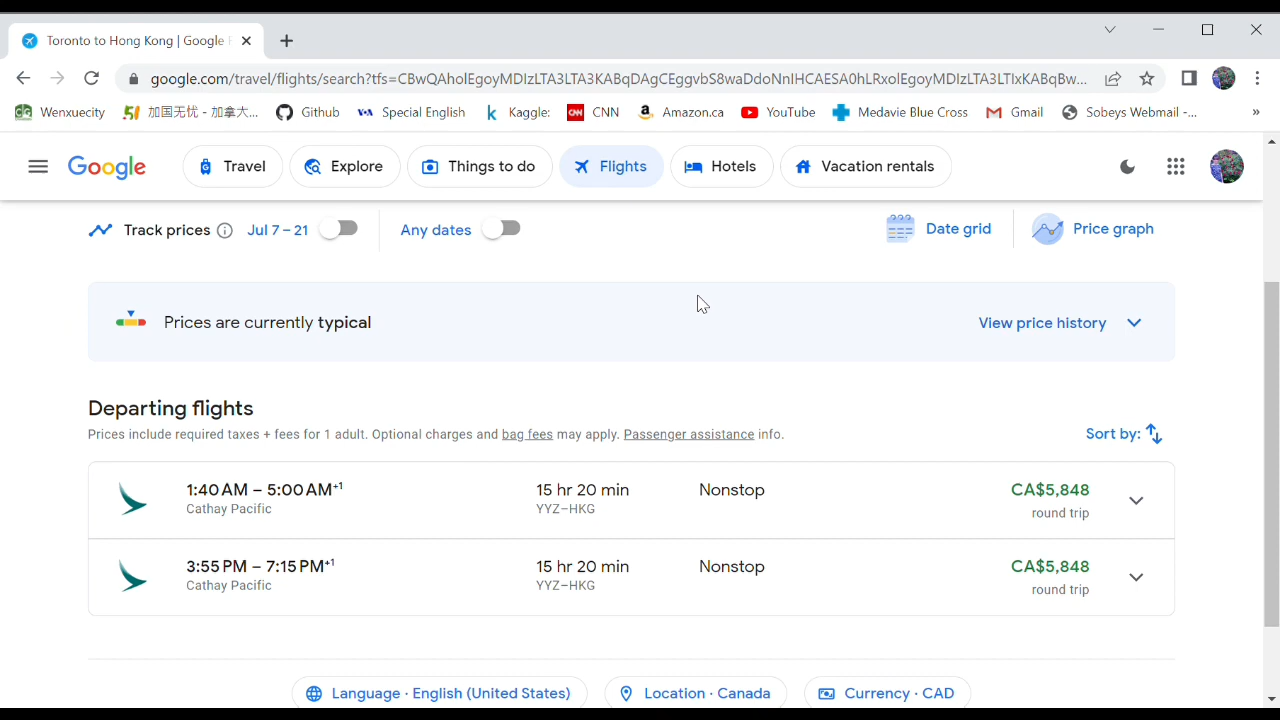 Toronto to Hong Kong | Google
google.com/travel/flights/search?tfs=CBwQAhoIEgoyMDIzLTA3LTA3KABqDAgCEggvbS8waDdoNnIHCAESA0hLRxoIEgoyMDIzLTA3LTIxKABqBw...
Wenxuecity
加国无忧 - 加拿大...
Github
VOA Special English
k Kaggle:
CNN CNN
a Amazon.ca
YouTube
Medavie Blue Cross
Gmail
Sobeys Webmail -...
»
Google
Travel
Explore
Things to do
Flights
Hotels
Vacation rentals
Track prices
Jul 7 – 21
Any dates
Date grid
Price graph
Prices are currently typical
View price history
Departing flights
Prices include required taxes + fees for 1 adult. Optional charges and bag fees may apply. Passenger assistance info.
Sort by:
1:40 AM – 5:00 AM+1
Cathay Pacific
15 hr 20 min
YYZ–HKG
Nonstop
CA$5,848
round trip
3:55 PM – 7:15 PM+1
Cathay Pacific
15 hr 20 min
YYZ–HKG
Nonstop
CA$5,848
round trip
Language · English (United States)
Location · Canada
Currency · CAD